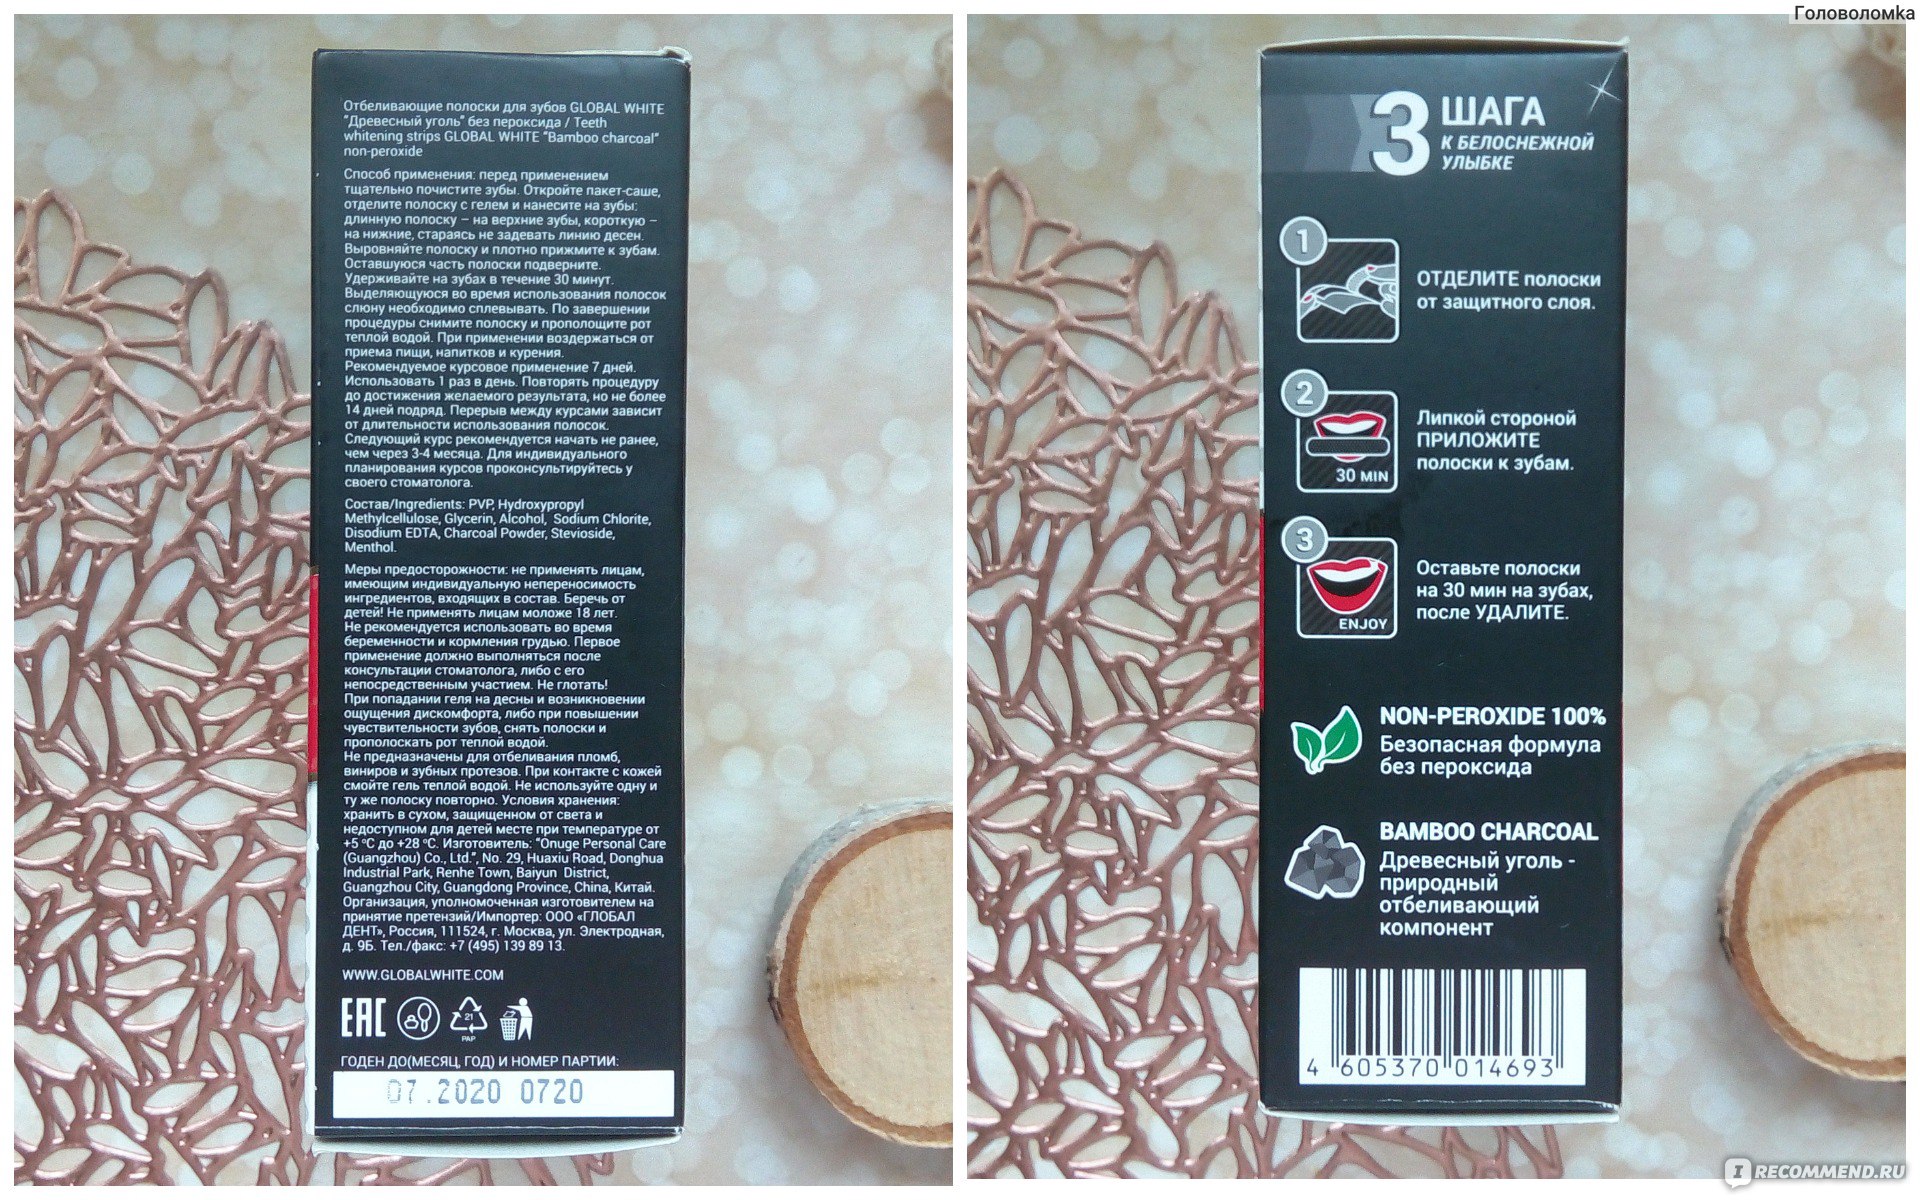 Головоломка
Отбеливающие полоски для зубов GLOBAL WHITE
"Древесный уголь" без пероксида / Teeth
whitening strips GLOBAL WHITE "Bamboo charcoal"
non-peroxide
Способ применения: перед применением
тщательно почистите зубы. Откройте пакет-саше,
отделите полоску с гелем и нанесите на зубы:
длинную полоску – на верхние зубы, короткую –
на нижние, стараясь не задевать линию десен.
Выровняйте полоску и плотно прижмите к зубам.
Оставшуюся часть полоски подверните.
Удерживайте на зубах в течение 30 минут.
Выделяющуюся во время использования полосок
слюну необходимо сплевывать. По завершении
процедуры снимите полоску и прополощите рот
теплой водой. При применении воздержаться от
приема пищи, напитков и курения.
Рекомендуемое курсовое применение 7 дней.
Использовать 1 раз в день. Повторять процедуру
до достижения желаемого результата, но не более
14 дней подряд. Перерыв между курсами зависит
от длительности использования полосок.
Следующий курс рекомендуется начать не ранее,
чем через 3-4 месяца. Для индивидуального
планирования курсов проконсультируйтесь у
своего стоматолога.
Состав/Ingredients: PVP, Hydroxypropyl
Methylcellulose, Glycerin, Alcohol, Sodium Chlorite,
Disodium EDTA, Charcoal Powder, Stevioside,
Menthol.
Меры предосторожности: не применять лицам,
имеющим индивидуальную непереносимость
ингредиентов, входящих в состав. Беречь от
детей! Не применять лицам моложе 18 лет.
Не рекомендуется использовать во время
беременности и кормления грудью. Первое
применение должно выполняться после
консультации стоматолога, либо с его
непосредственным участием. Не глотать!
При попадании геля на десны и возникновении
ощущения дискомфорта, либо при повышении
чувствительности зубов, снять полоски и
прополоскать рот теплой водой.
Не предназначены для отбеливания пломб,
виниров и зубных протезов. При контакте с кожей
смойте гель теплой водой. Не используйте одну и
ту же полоску повторно. Условия хранения:
хранить в сухом, защищенном от света и
недоступном для детей месте при температуре от
+5 °C до +28 °C. Изготовитель: "Onuge Personal Care
(Guangzhou) Co., Ltd.", No. 29, Huaxiu Road, Donghua
Industrial Park, Renhe Town, Baiyun District,
Guangzhou City, Guangdong Province, China, Китай.
Организация, уполномоченная изготовителем на
принятие претензий/Импортер: ООО «ГЛОБАЛ
ДЕНТ», Россия, 111524, г. Москва, ул. Электродная,
д. 9Б. Тел./факс: +7 (495) 139 89 13.
WWW.GLOBALWHITE.COM
EAC
21
PAP
ГОДЕН ДО(МЕСЯЦ, ГОД) И НОМЕР ПАРТИИ:
07.2020 0720
3 ШАГА
К БЕЛОСНЕЖНОЙ
УЛЫБКЕ
1
ОТДЕЛИТЕ полоски
от защитного слоя.
2
30 MIN
Липкой стороной
ПРИЛОЖИТЕ
полоски к зубам.
3
ENJOY
Оставьте полоски
на 30 мин на зубах,
после УДАЛИТЕ.
NON-PEROXIDE 100%
Безопасная формула
без пероксида
BAMBOO CHARCOAL
Древесный уголь -
природный
отбеливающий
компонент
4 605370 014693
I RECOMMEND.RU